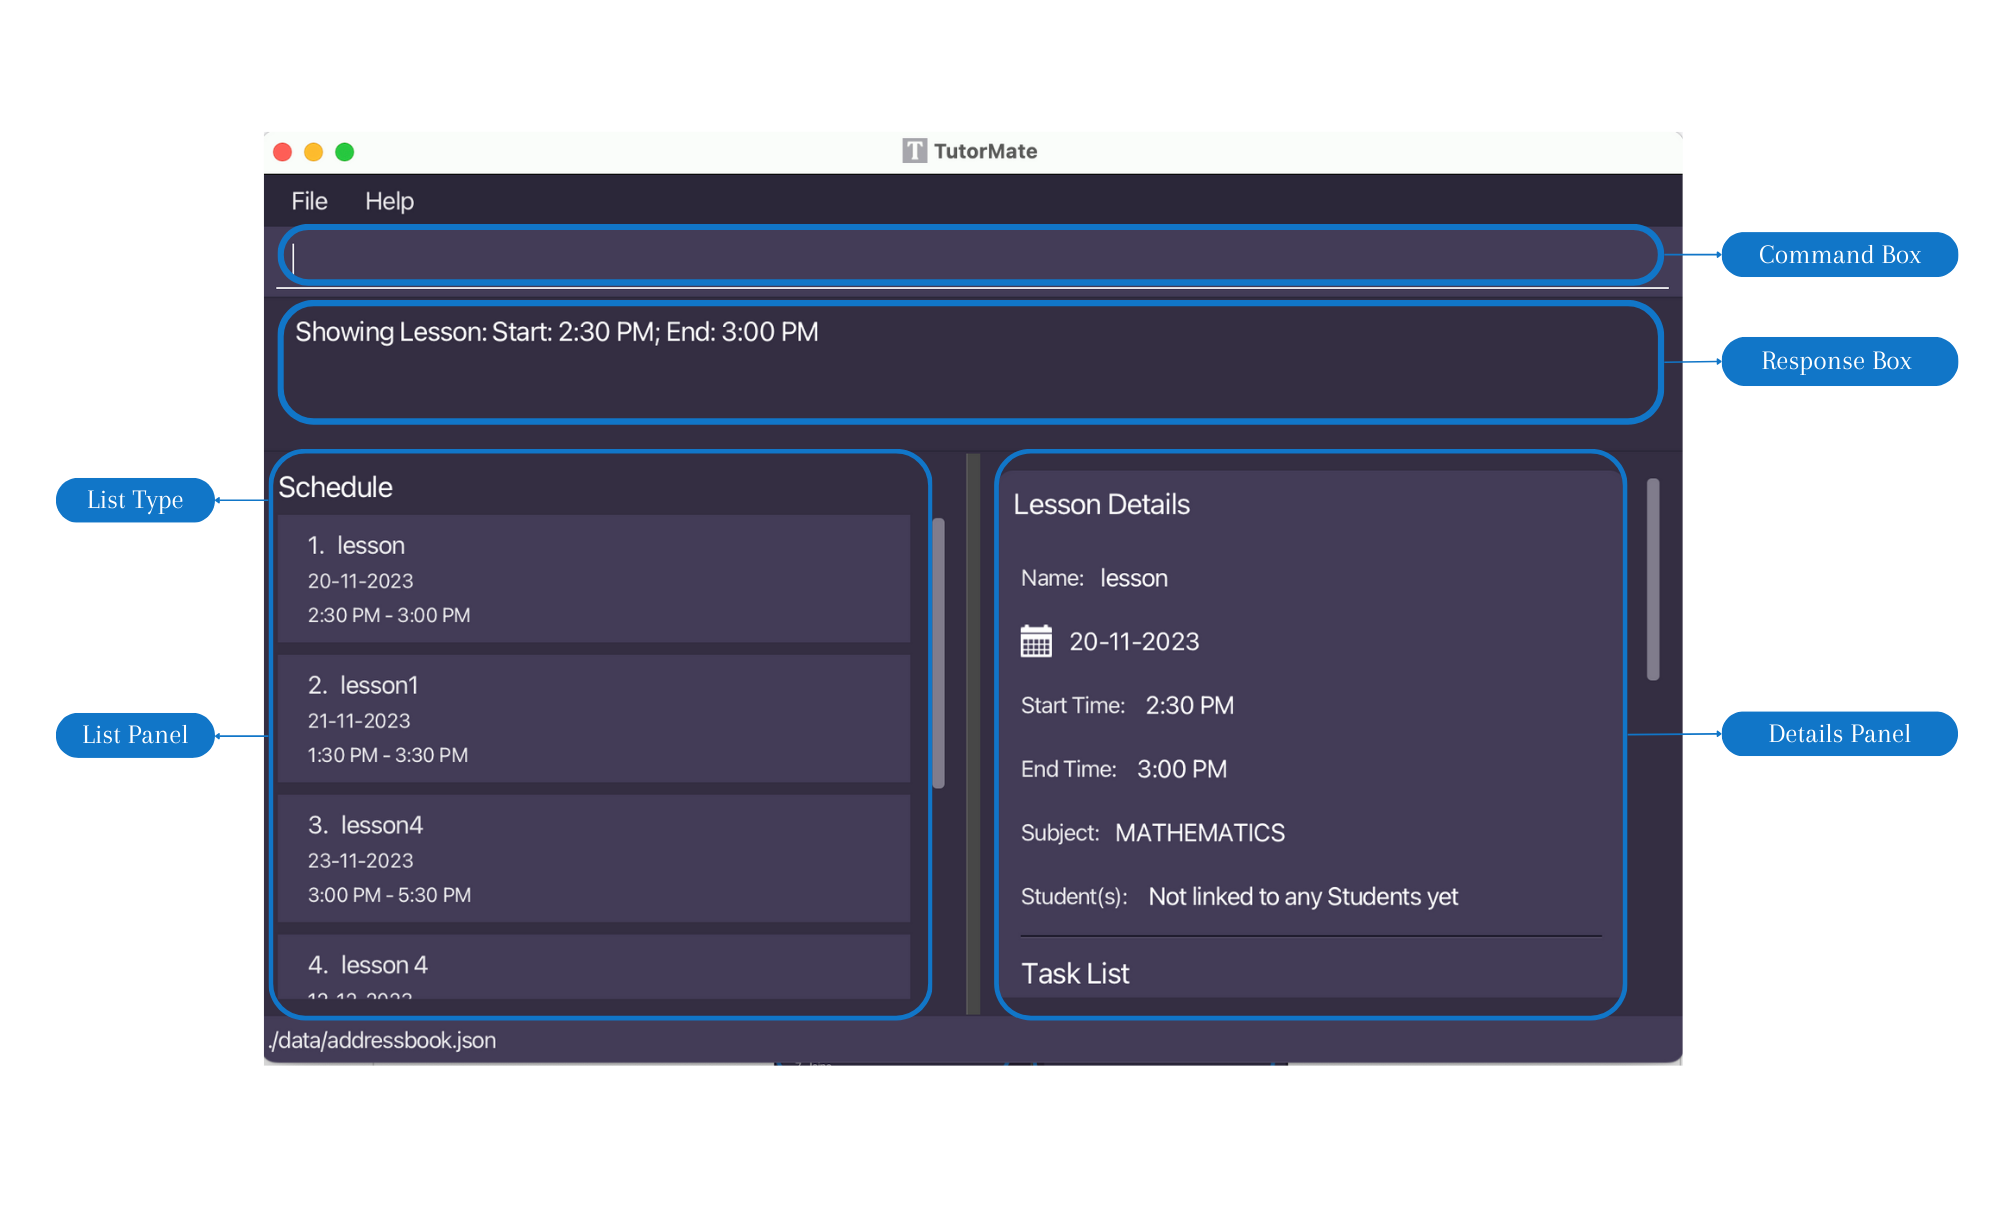 T TutorMate
File Help
Command Box
Showing Lesson: Start: 2:30 PM; End: 3:00 PM
Response Box
List Type
List Panel
Schedule
1. lesson
20-11-2023
2:30 PM - 3:00 PM
2. lesson1
21-11-2023
1:30 PM - 3:30 PM
3. lesson4
23-11-2023
3:00 PM - 5:30 PM
4. lesson 4
12-12-2023
Lesson Details
Name: lesson
20-11-2023
Start Time: 2:30 PM
End Time: 3:00 PM
Subject: MATHEMATICS
Student(s): Not linked to any Students yet
Task List
Details Panel
./data/addressbook.json